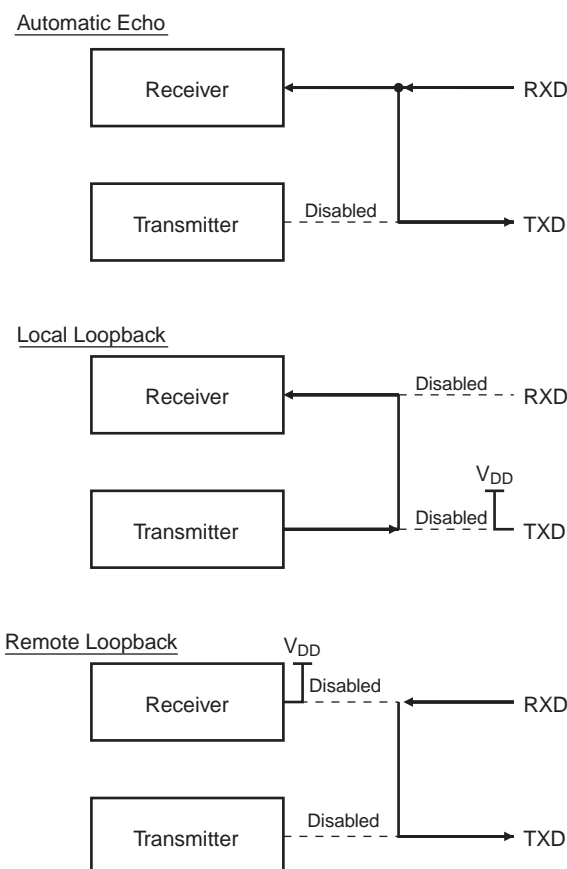 Automatic Echo
Receiver
RXD
Transmitter
Disabled
TXD
Local Loopback
Receiver
Disabled
RXD
VDD
Transmitter
Disabled
TXD
Remote Loopback
VDD
Receiver
Disabled
RXD
Transmitter
Disabled
TXD